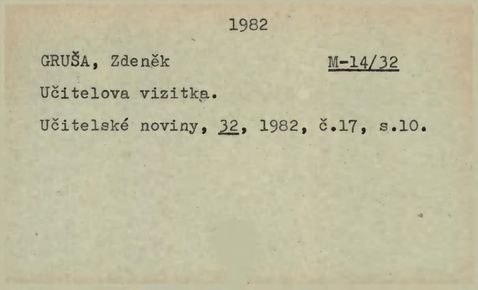 1982
GRUŠA, Zdeněk M-14/32
Učitelova vizitka.
Učitelské noviny, 32, 1982, č.17, s.10.